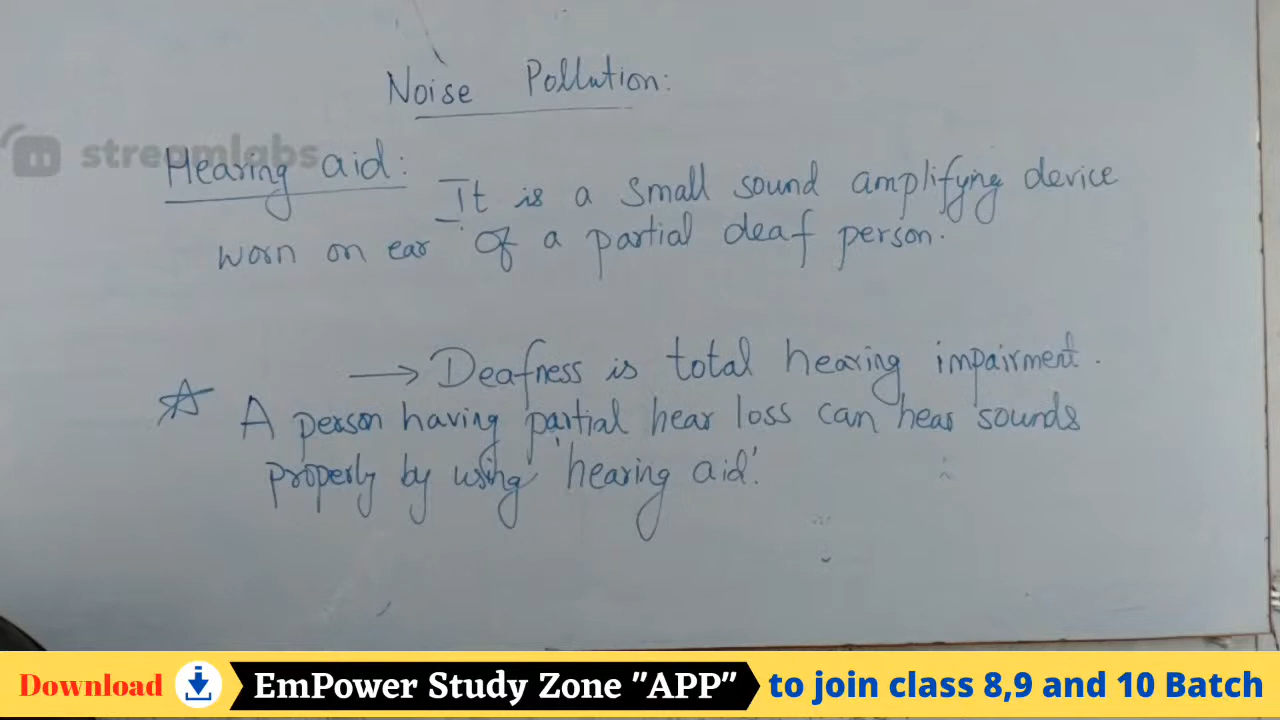 Noise Pollution:
streamlabs
Hearing aid:
It is a small sound amplifying device
worn on ear of a partial deaf person.
→ Deafness is total hearing impairment.
☆ A person having partial hear loss can hear sounds
properly by using 'hearing aid'.
Download EmPower Study Zone "APP" to join class 8,9 and 10 Batch